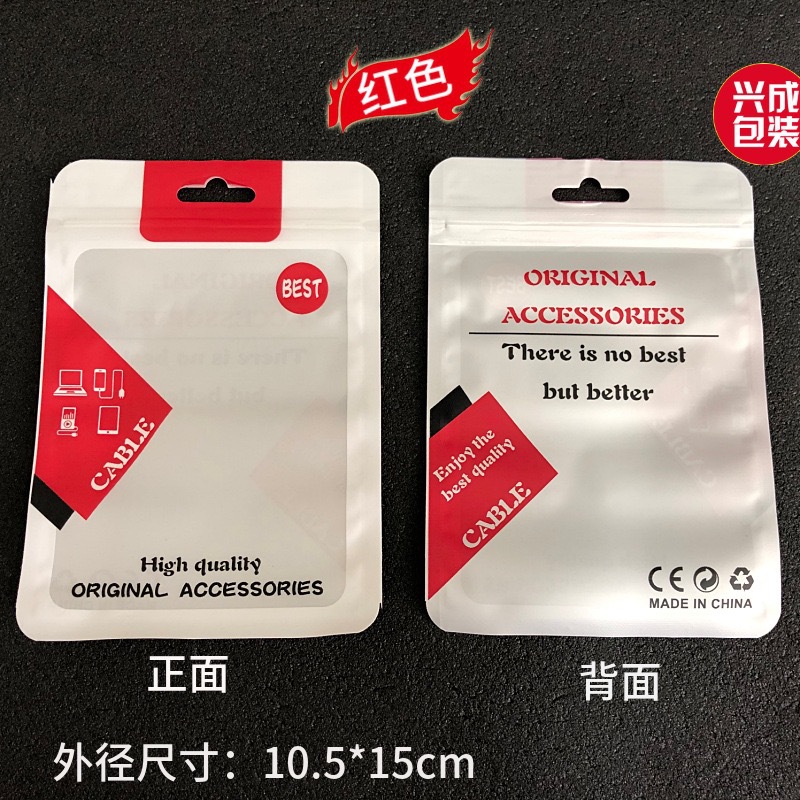 红色
兴成
包装
BEST
CABLE
High quality
ORIGINAL ACCESSORIES
ORIGINAL
ACCESSORIES
There is no best
but better
Enjoy the
best quality
CABLE
CE
MADE IN CHINA
正面
背面
外径尺寸：10.5*15cm